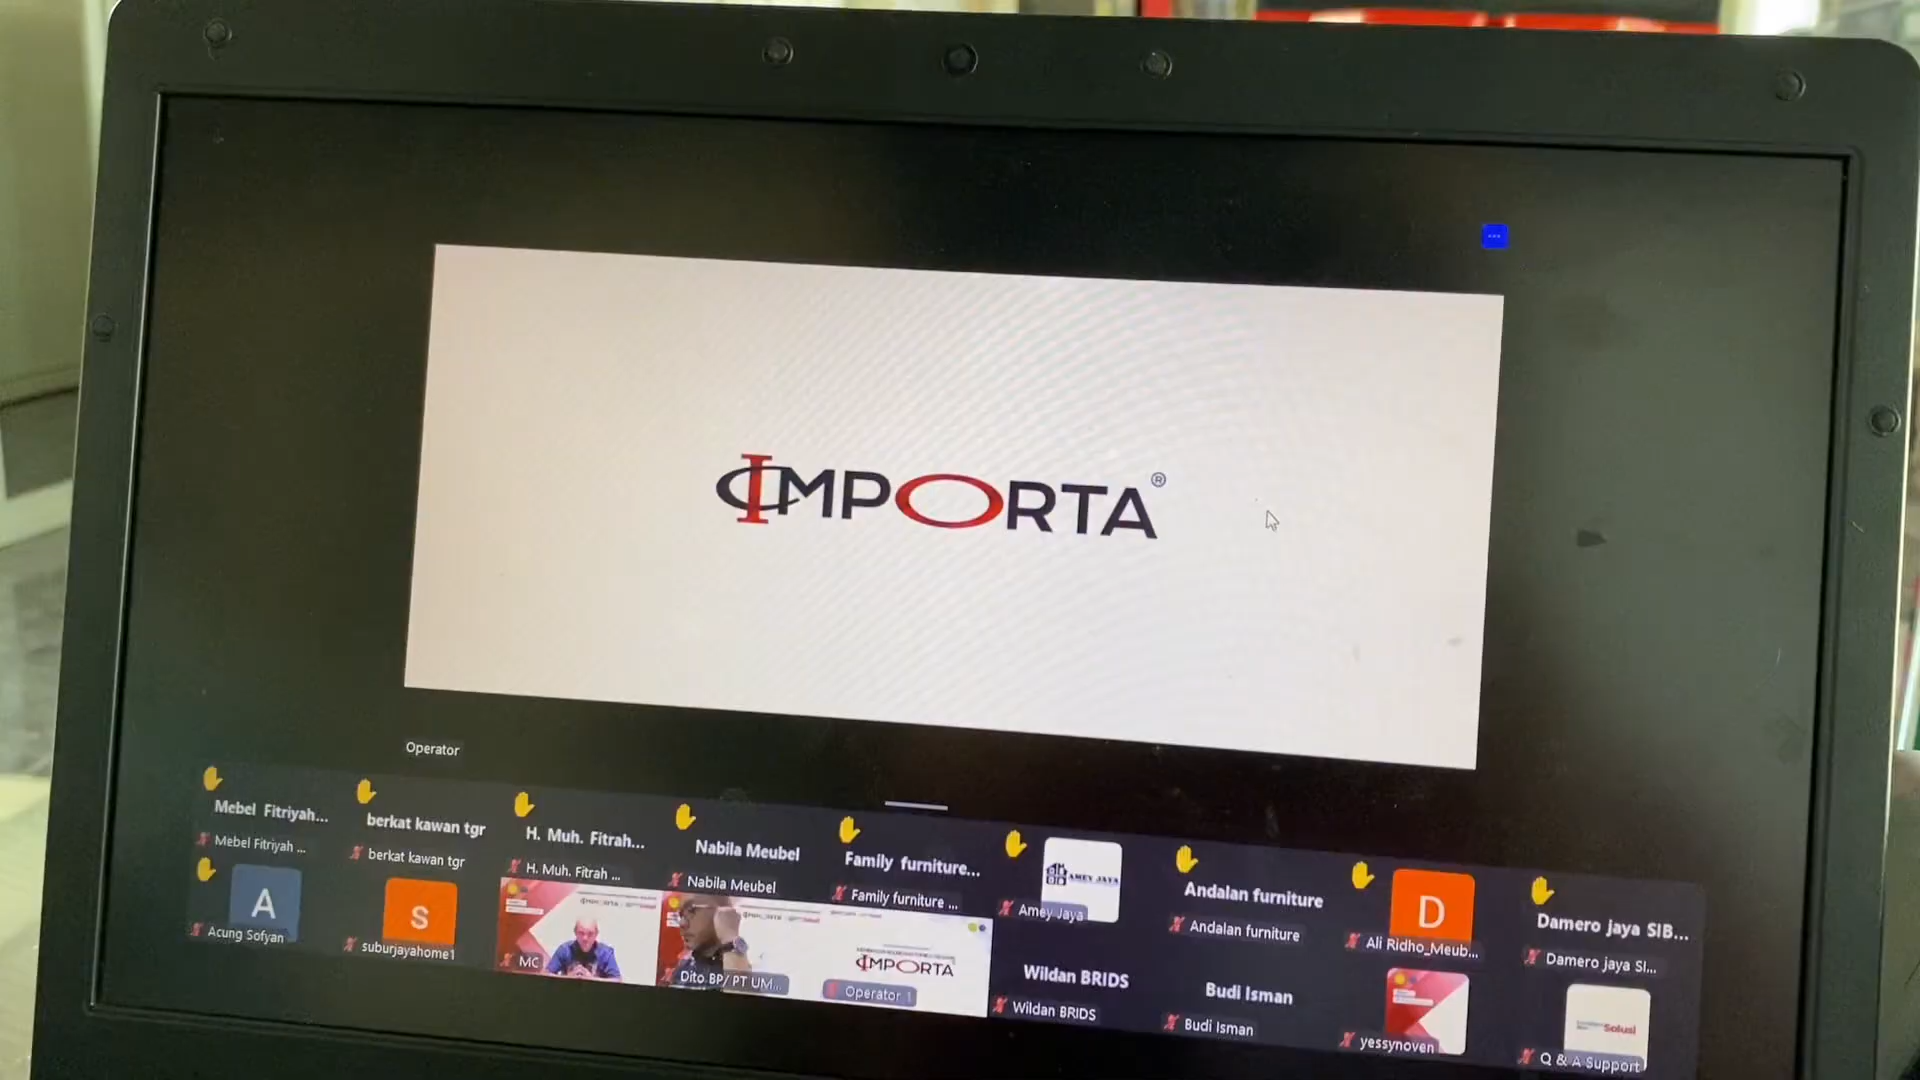 IMPORTA®
Operator
Mebel Fitriyah...
Mebel Fitriyah ...
berkat kawan tgr
berkat kawan tgr
H. Muh. Fitrah...
H. Muh. Fitrah ...
Nabila Meubel
Nabila Meubel
Family furniture...
Family furniture ...
AMEY JAYA
Amey Jaya
Andalan furniture
Andalan furniture
D
Ali Ridho_Meub...
Damero jaya SIB...
Damero jaya SI...
A
Acung Sofyan
S
suburjayahome1
MC
Dito.BP/ PT UM...
IMPORTA
Operator 1
Wildan BRIDS
Wildan BRIDS
Budi Isman
Budi Isman
yessynoven
Solusi
Q & A Support